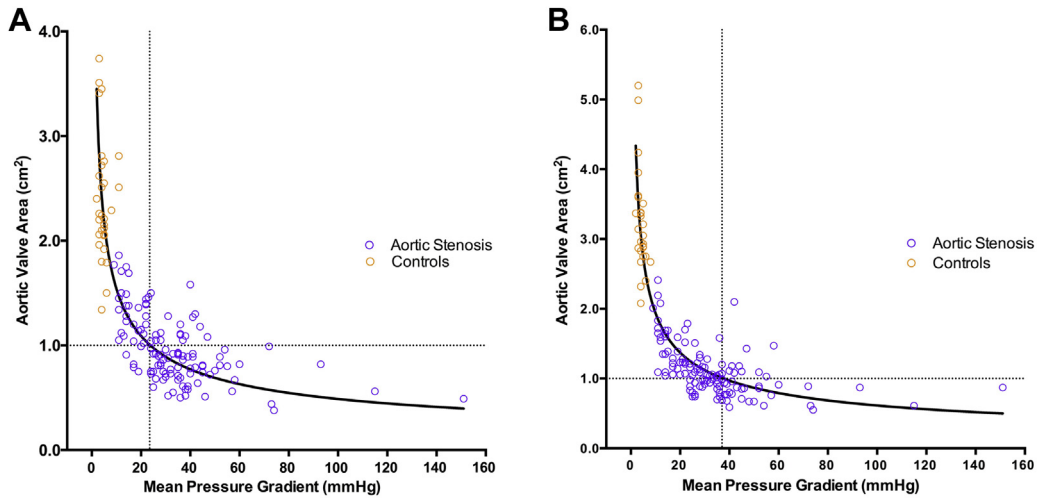 A
4.0
3.0
2.0
1.0
0.0
0 20 40 60 80 100 120 140 160
Mean Pressure Gradient (mmHg)
Aortic Valve Area (cm²)
Aortic Stenosis
Controls
B
6.0
5.0
4.0
3.0
2.0
1.0
0.0
0 20 40 60 80 100 120 140 160
Mean Pressure Gradient (mmHg)
Aortic Valve Area (cm²)
Aortic Stenosis
Controls